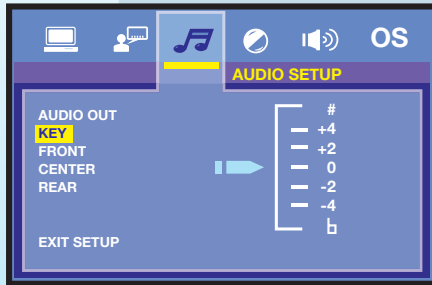 OS
AUDIO SETUP
AUDIO OUT
KEY
FRONT
CENTER
REAR
EXIT SETUP
#
+4
+2
0
-2
-4
b